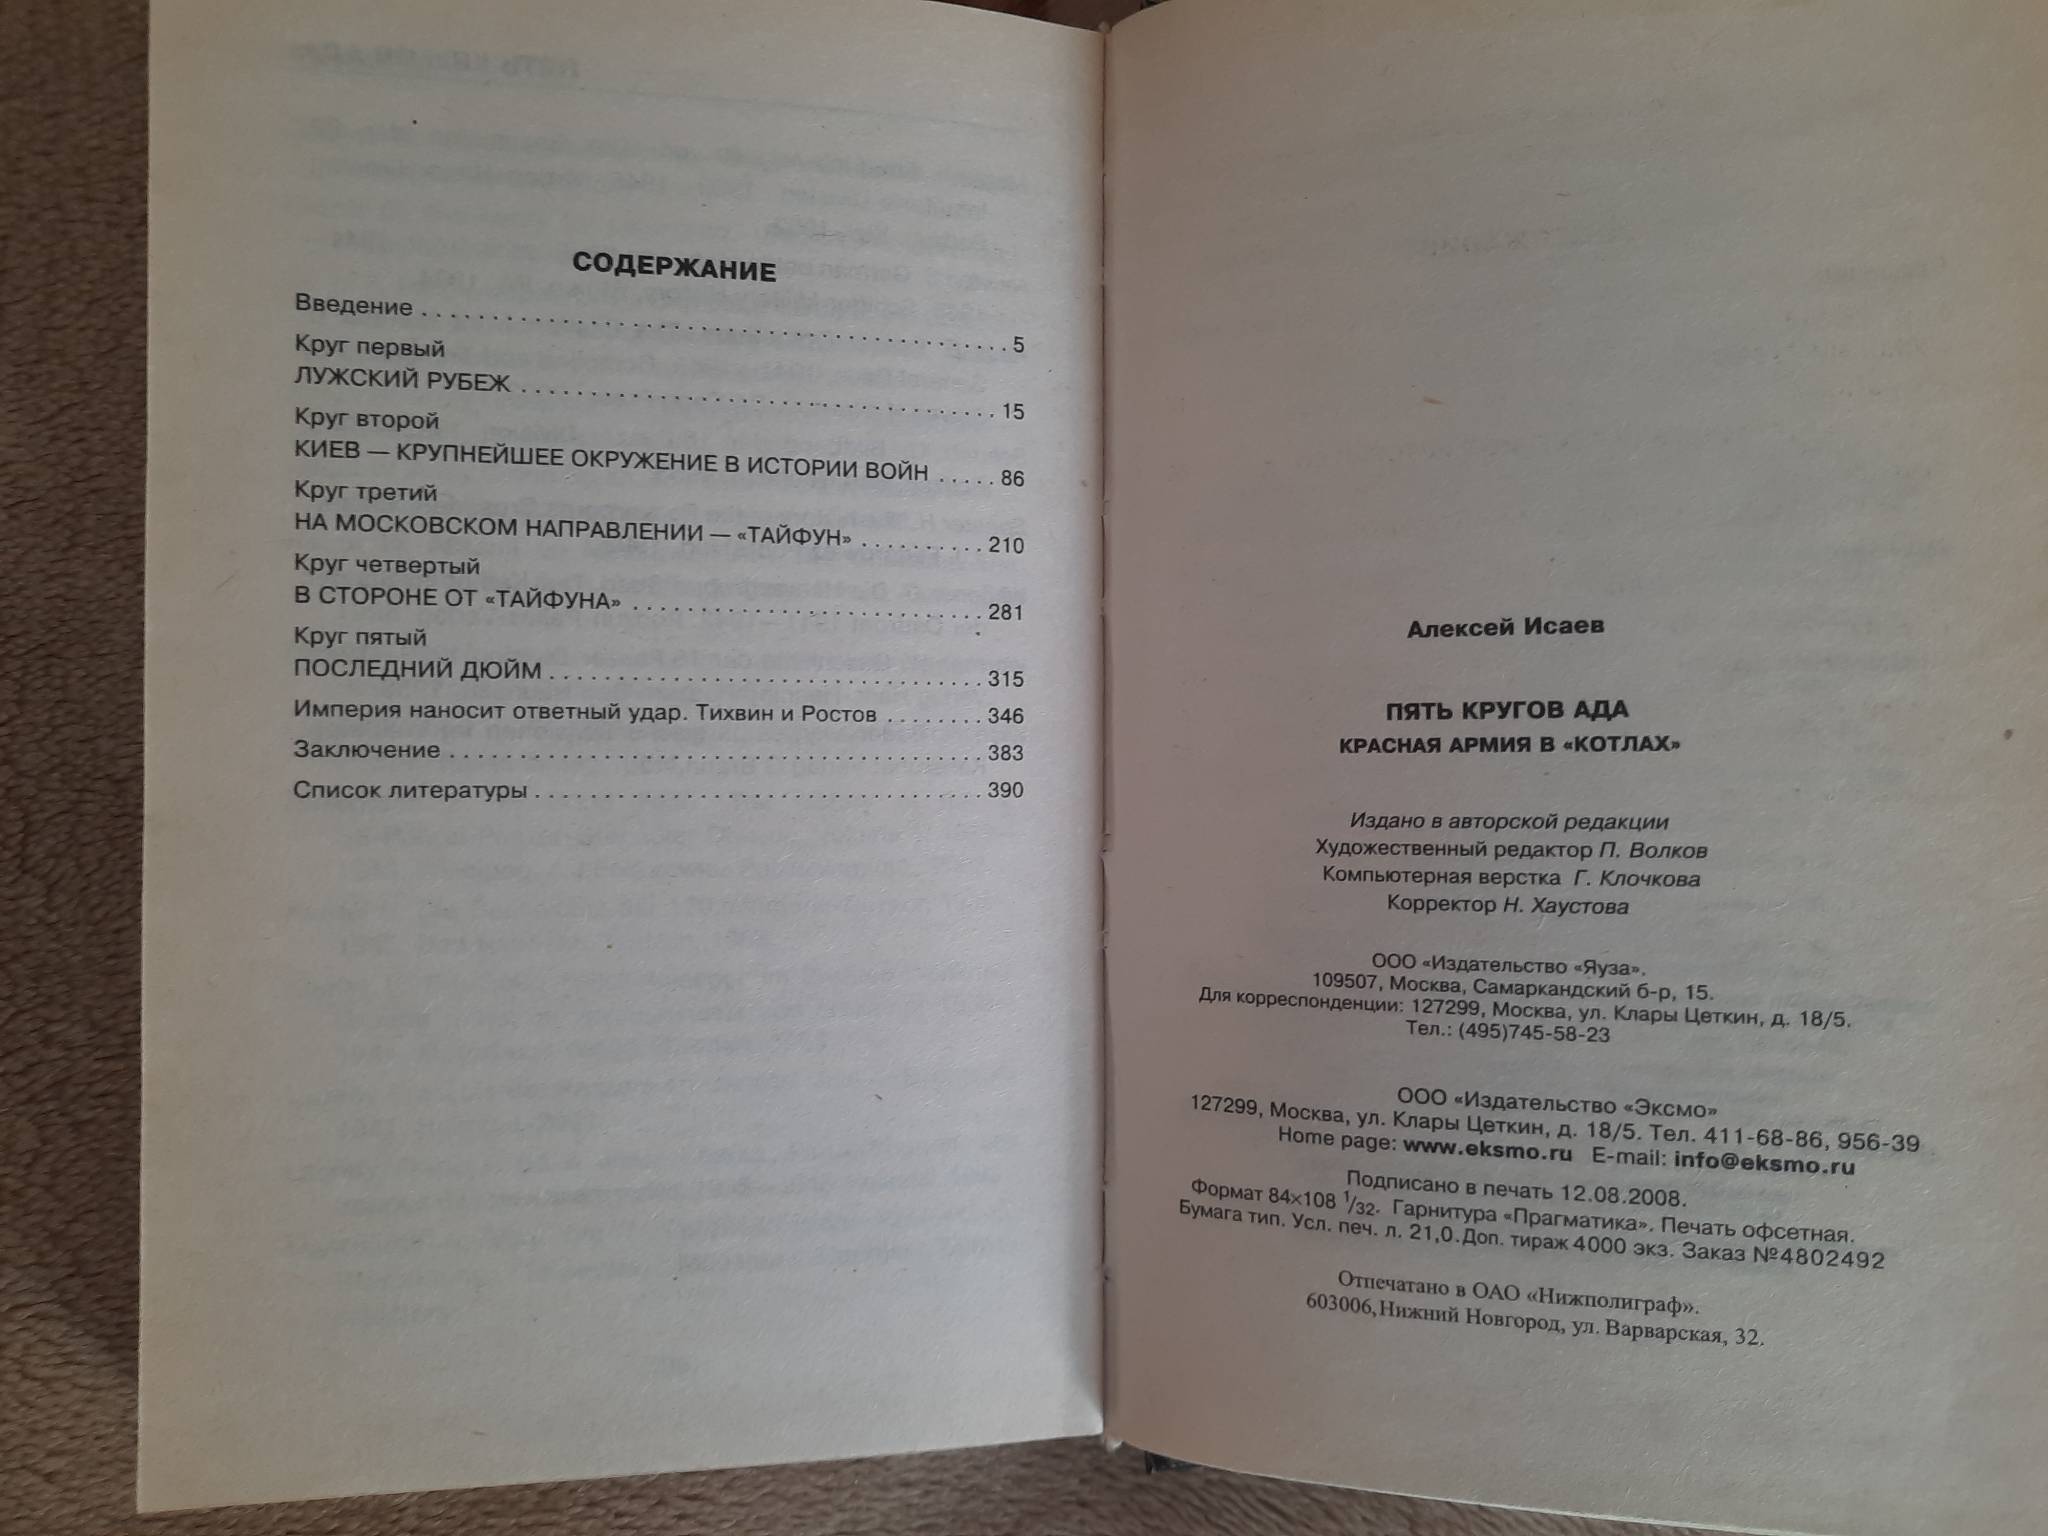 СОДЕРЖАНИЕ
Введение . . . . . . . . . . . . . . . . . . . . . . . . . . . . . . . . . . . . . . . . . . . 5
Круг первый
ЛУЖСКИЙ РУБЕЖ . . . . . . . . . . . . . . . . . . . . . . . . . . . . . . . . . . . 15
Круг второй
КИЕВ — КРУПНЕЙШЕЕ ОКРУЖЕНИЕ В ИСТОРИИ ВОЙН . . . . . 86
Круг третий
НА МОСКОВСКОМ НАПРАВЛЕНИИ — «ТАЙФУН» . . . . . . . . . . 210
Круг четвертый
В СТОРОНЕ ОТ «ТАЙФУНА» . . . . . . . . . . . . . . . . . . . . . . . . . . 281
Круг пятый
ПОСЛЕДНИЙ ДЮЙМ . . . . . . . . . . . . . . . . . . . . . . . . . . . . . . . . 315
Империя наносит ответный удар. Тихвин и Ростов . . . . . . . . 346
Заключение . . . . . . . . . . . . . . . . . . . . . . . . . . . . . . . . . . . . . . . 383
Список литературы . . . . . . . . . . . . . . . . . . . . . . . . . . . . . . . . . 390
Алексей Исаев
ПЯТЬ КРУГОВ АДА
КРАСНАЯ АРМИЯ В «КОТЛАХ»
Издано в авторской редакции
Художественный редактор П. Волков
Компьютерная верстка Г. Клочкова
Корректор Н. Хаустова
ООО «Издательство «Яуза».
109507, Москва, Самаркандский б-р, 15.
Для корреспонденции: 127299, Москва, ул. Клары Цеткин, д. 18/5.
Тел.: (495)745-58-23
ООО «Издательство «Эксмо»
127299, Москва, ул. Клары Цеткин, д. 18/5. Тел. 411-68-86, 956-39
Home page: www.eksmo.ru E-mail: info@eksmo.ru
Подписано в печать 12.08.2008.
Формат 84×108 1/32. Гарнитура «Прагматика». Печать офсетная.
Бумага тип. Усл. печ. л. 21,0. Доп. тираж 4000 экз. Заказ №4802492
Отпечатано в ОАО «Нижполиграф».
603006, Нижний Новгород, ул. Варварская, 32.